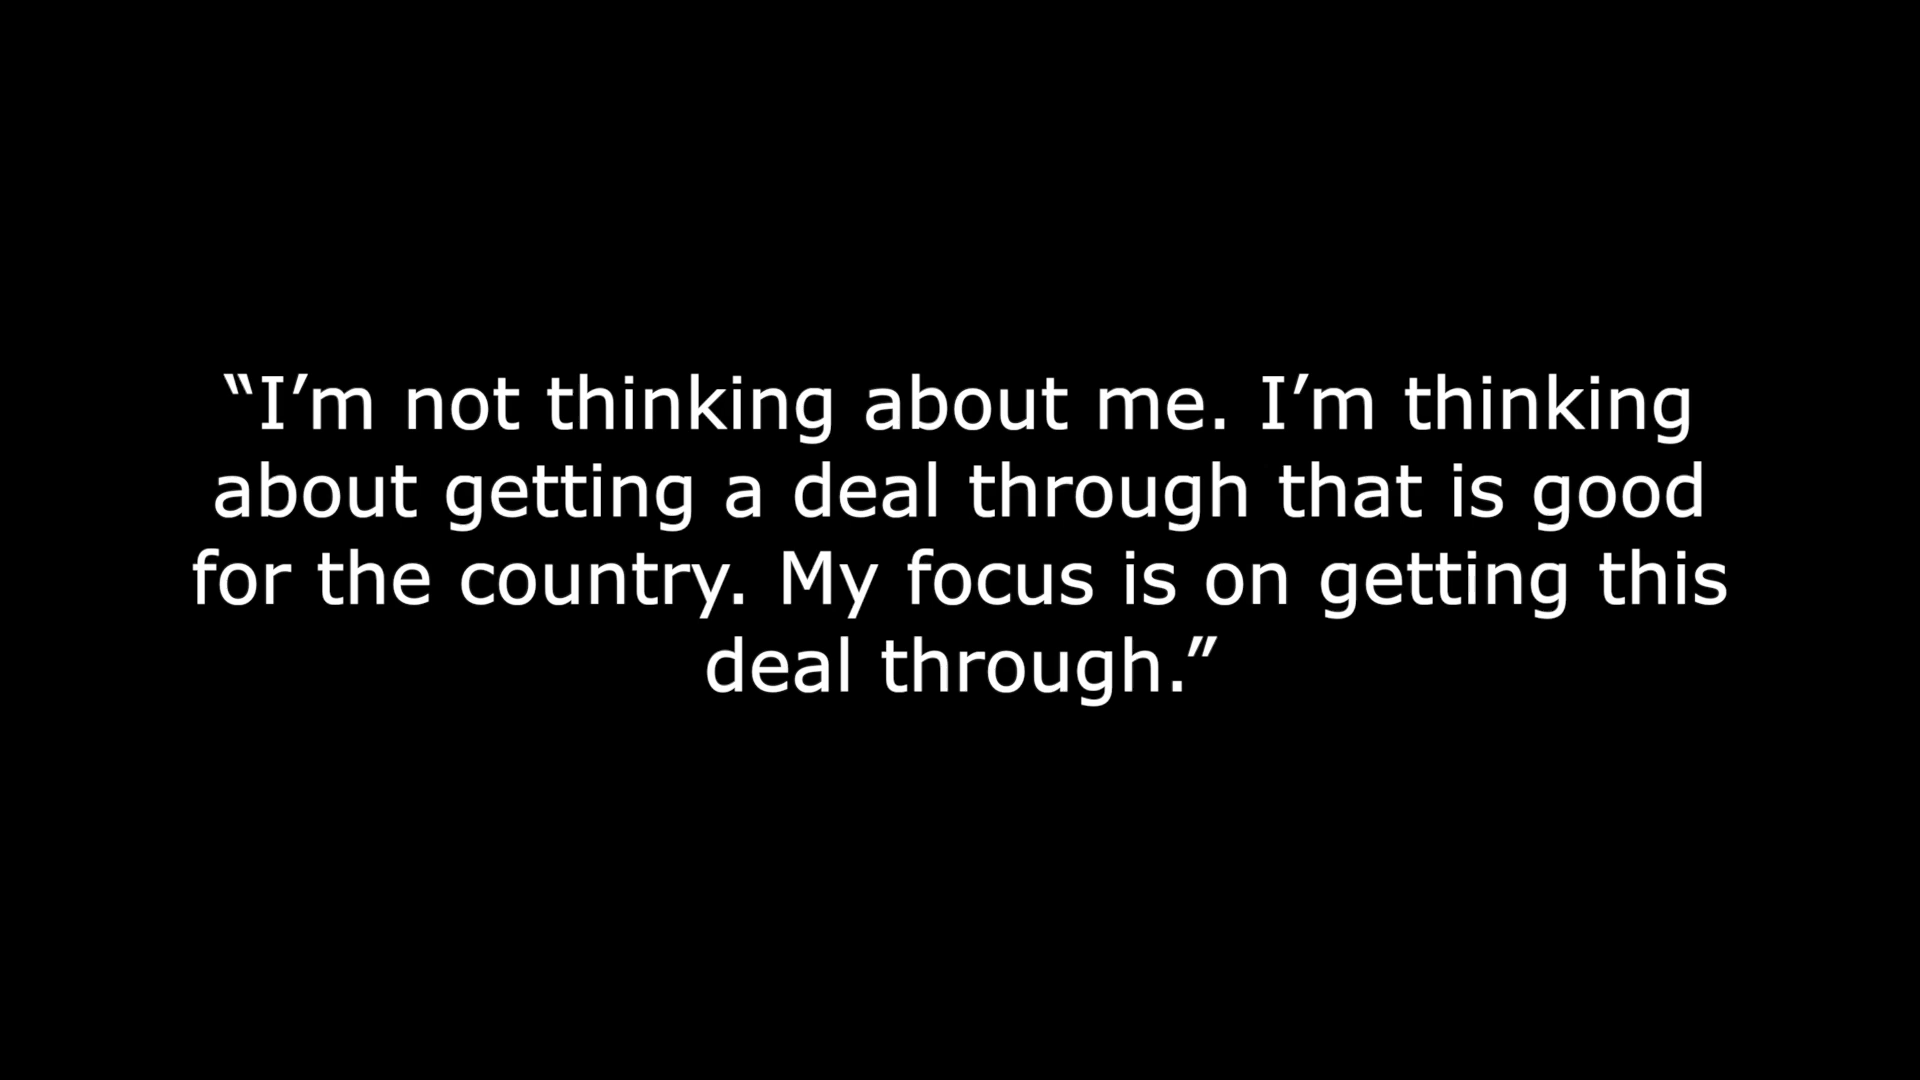 “I’m not thinking about me. I’m thinking
about getting a deal through that is good
for the country. My focus is on getting this
deal through.”